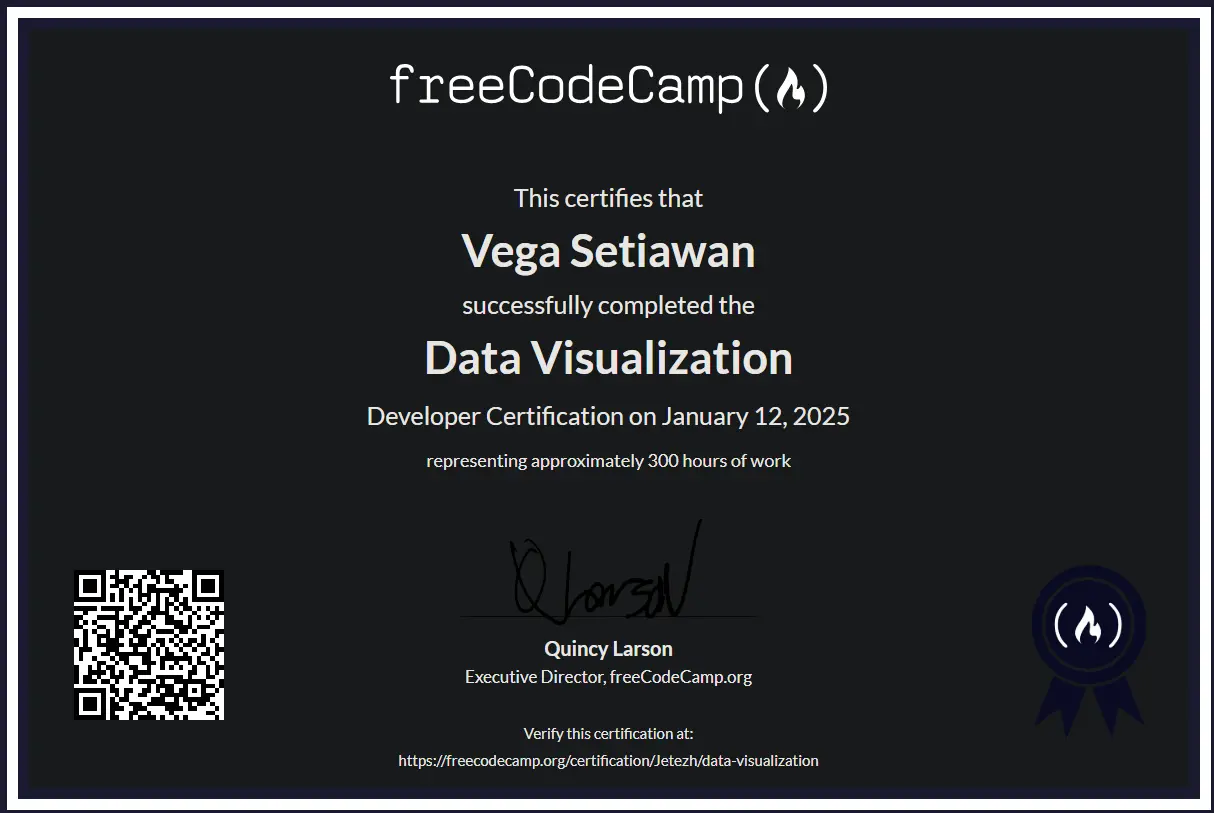 freeCodeCamp
This certifies that
Vega Setiawan
successfully completed the
Data Visualization
Developer Certification on January 12, 2025
representing approximately 300 hours of work
Q Larson
Quincy Larson
Executive Director, freeCodeCamp.org
Verify this certification at:
https://freecodecamp.org/certification/Jetezh/data-visualization